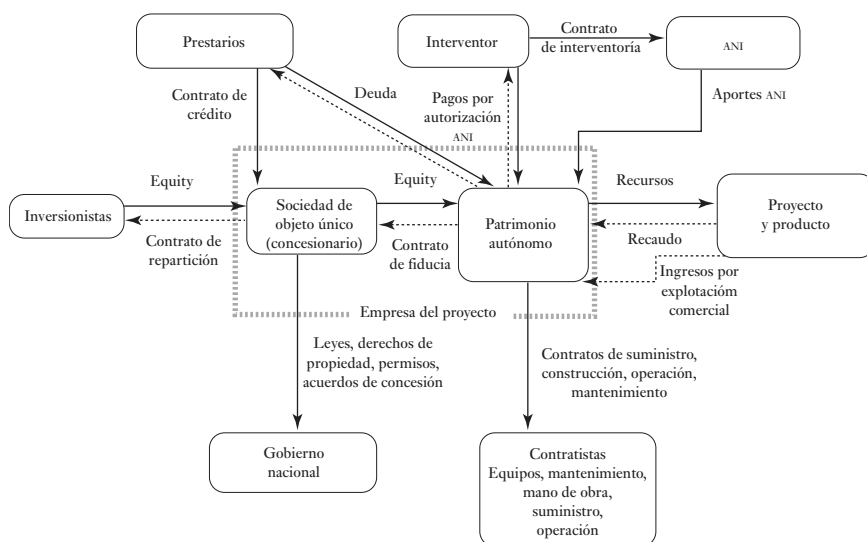 Prestarios
Interventor
Contrato
de interventoría
ANI
Contrato de
crédito
Deuda
Pagos por
autorización
ANI
Aportes ANI
Equity
Equity
Recursos
Inversionistas
Sociedad de
objeto único
(concesionario)
Patrimonio
autónomo
Proyecto
y producto
Contrato de
repartición
Contrato
de fiducia
Recaudo
Ingresos por
explotacióm
comercial
Empresa del proyecto
Leyes, derechos de
propiedad, permisos,
acuerdos de concesión
Contratos de suministro,
construcción, operación,
mantenimiento
Gobierno
nacional
Contratistas
Equipos, mantenimiento,
mano de obra,
suministro,
operación